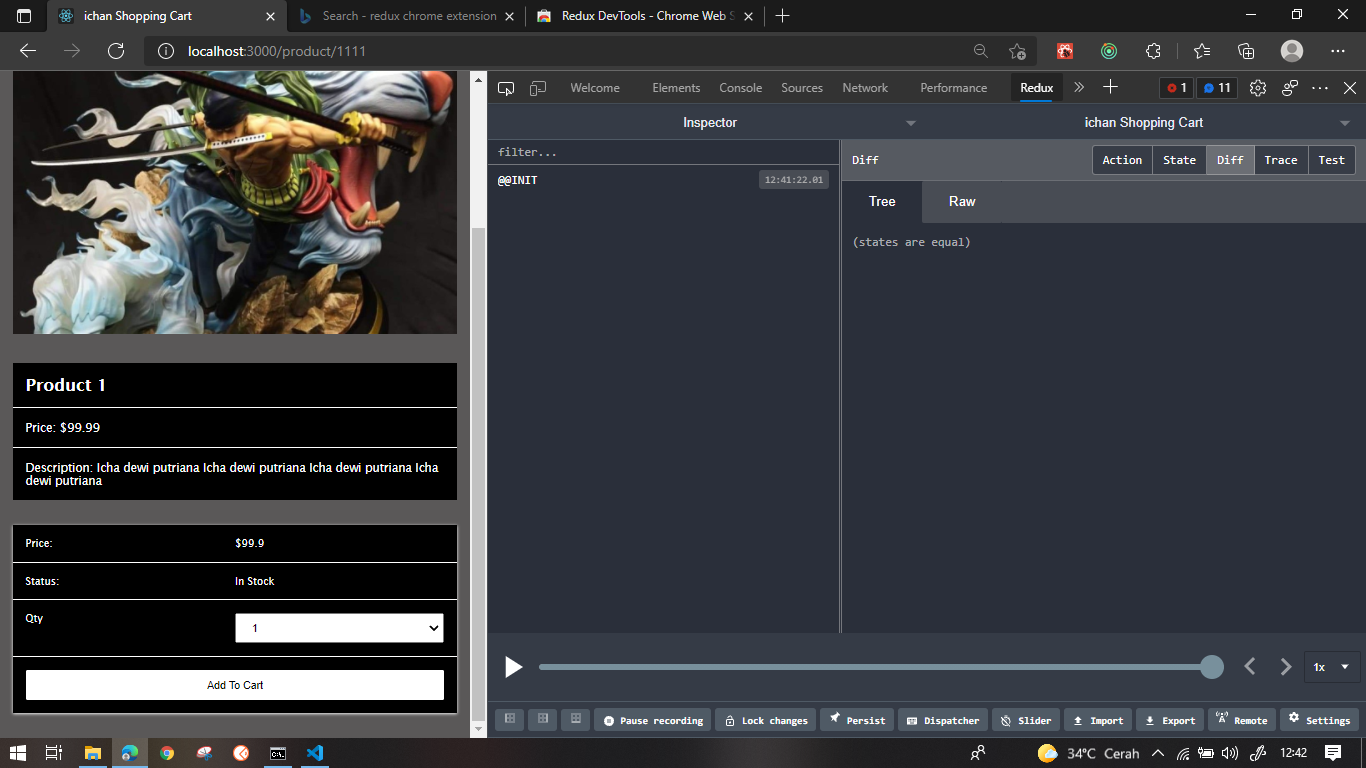 ichan Shopping Cart
Search - redux chrome extension
Redux DevTools - Chrome Web S
localhost:3000/product/1111
Welcome
Elements
Console
Sources
Network
Performance
Redux
1
11
Inspector
ichan Shopping Cart
filter...
@@INIT
12:41:22.01
Diff
Action
State
Diff
Trace
Test
Tree
Raw
(states are equal)
Product 1
Price: $99.99
Description: Icha dewi putriana Icha dewi putriana Icha dewi putriana Icha
dewi putriana
Price:
$99.9
Status:
In Stock
Qty
1
Add To Cart
1x
Pause recording
Lock changes
Persist
Dispatcher
Slider
Import
Export
Remote
Settings
34°C Cerah
12:42